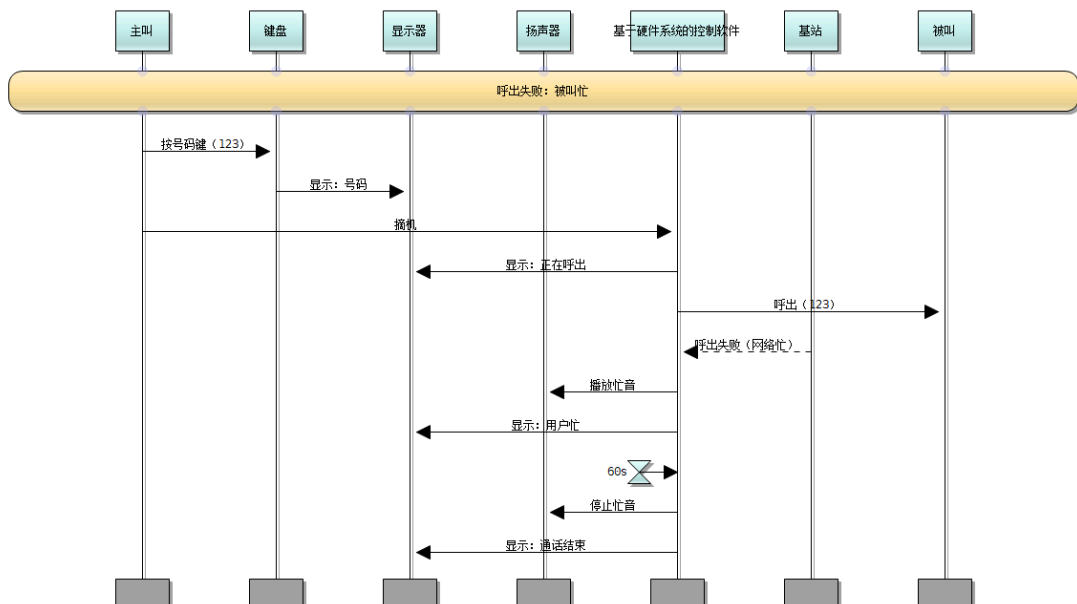 主叫
键盘
显示器
扬声器
基于硬件系统的控制软件
基站
被叫
呼出失败：被叫忙
按号码键（123）
显示：号码
摘机
显示：正在呼出
呼出（123）
呼出失败（网络忙）
播放忙音
显示：用户忙
60s
停止忙音
显示：通话结束